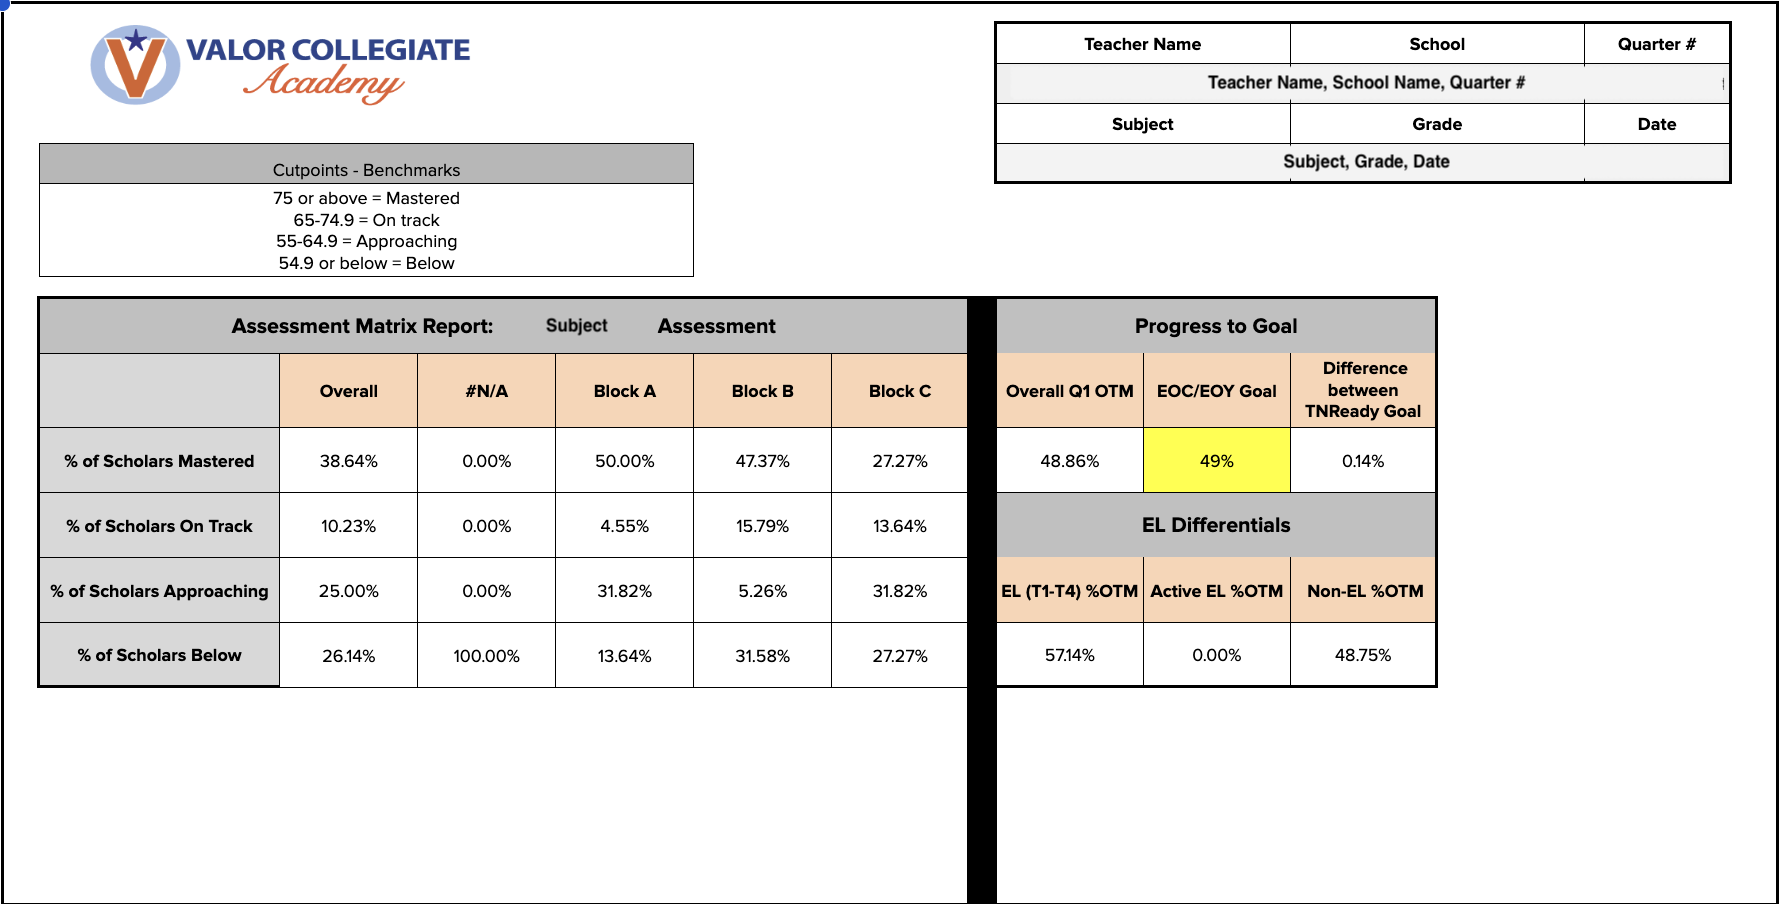 VALOR COLLEGIATE
Academy
Teacher Name School Quarter #
Teacher Name, School Name, Quarter #
Subject Grade Date
Subject, Grade, Date
Cutpoints - Benchmarks
75 or above = Mastered
65-74.9 = On track
55-64.9 = Approaching
54.9 or below = Below
Assessment Matrix Report: Subject Assessment
Overall #N/A Block A Block B Block C
% of Scholars Mastered 38.64% 0.00% 50.00% 47.37% 27.27%
% of Scholars On Track 10.23% 0.00% 4.55% 15.79% 13.64%
% of Scholars Approaching 25.00% 0.00% 31.82% 5.26% 31.82%
% of Scholars Below 26.14% 100.00% 13.64% 31.58% 27.27%
Progress to Goal
Overall Q1 OTM EOC/EOY Goal Difference
between
TNReady Goal
48.86% 49% 0.14%
EL Differentials
EL (T1-T4) %OTM Active EL %OTM Non-EL %OTM
57.14% 0.00% 48.75%